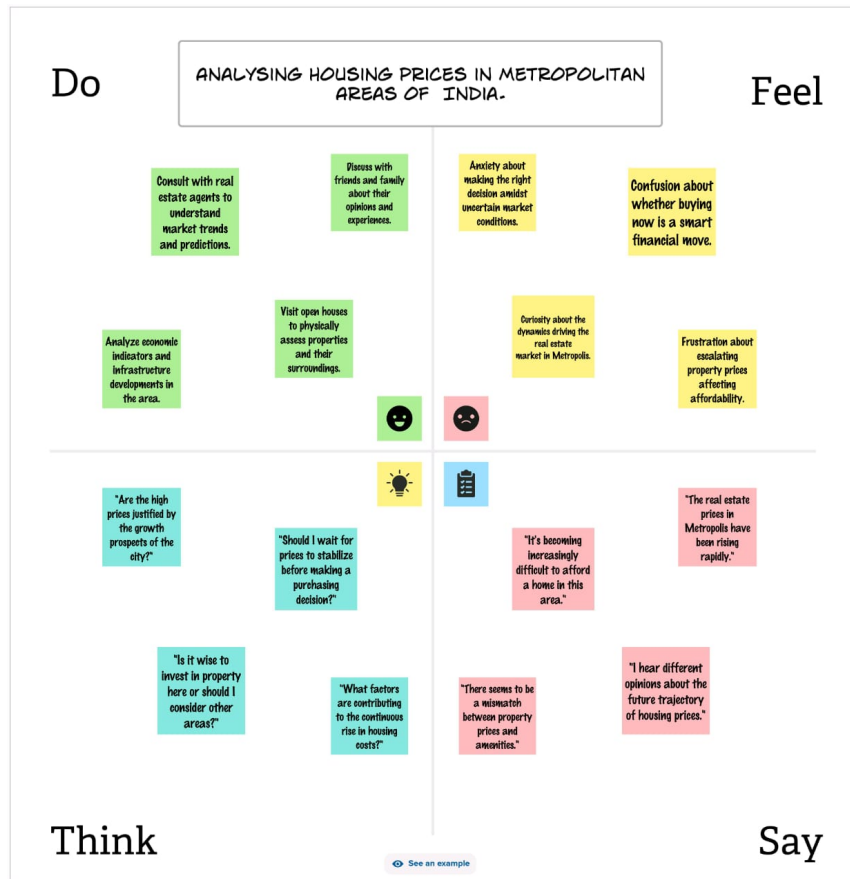 Do
ANALYSING HOUSING PRICES IN METROPOLITAN
AREAS OF INDIA.
Feel
Consult with real
estate agents to
understand
market trends
and predictions.
Discuss with
friends and family
about their
opinions and
experiences.
Anxiety about
making the right
decision amidst
uncertain market
conditions.
Confusion about
whether buying
now is a smart
financial move.
Analyze economic
indicators and
infrastructure
developments in
the area.
Visit open houses
to physically
assess properties
and their
surroundings.
Curiosity about the
dynamics driving the
real estate
market in Metropolis.
Frustration about
escalating
property prices
affecting
affordability.
"Are the high
prices justified by
the growth
prospects of the
city?"
"Should I wait for
prices to stabilize
before making a
purchasing
decision?"
"It's becoming
increasingly
difficult to afford
a home in this
area."
"The real estate
prices in
Metropolis have
been rising
rapidly."
"Is it wise to
invest in property
here or should I
consider other
areas?"
"What factors
are contributing
to the continuous
rise in housing
costs?"
"There seems to be
a mismatch
between property
prices and
amenities."
"I hear different
opinions about the
future trajectory
of housing prices."
Think
Say
See an example